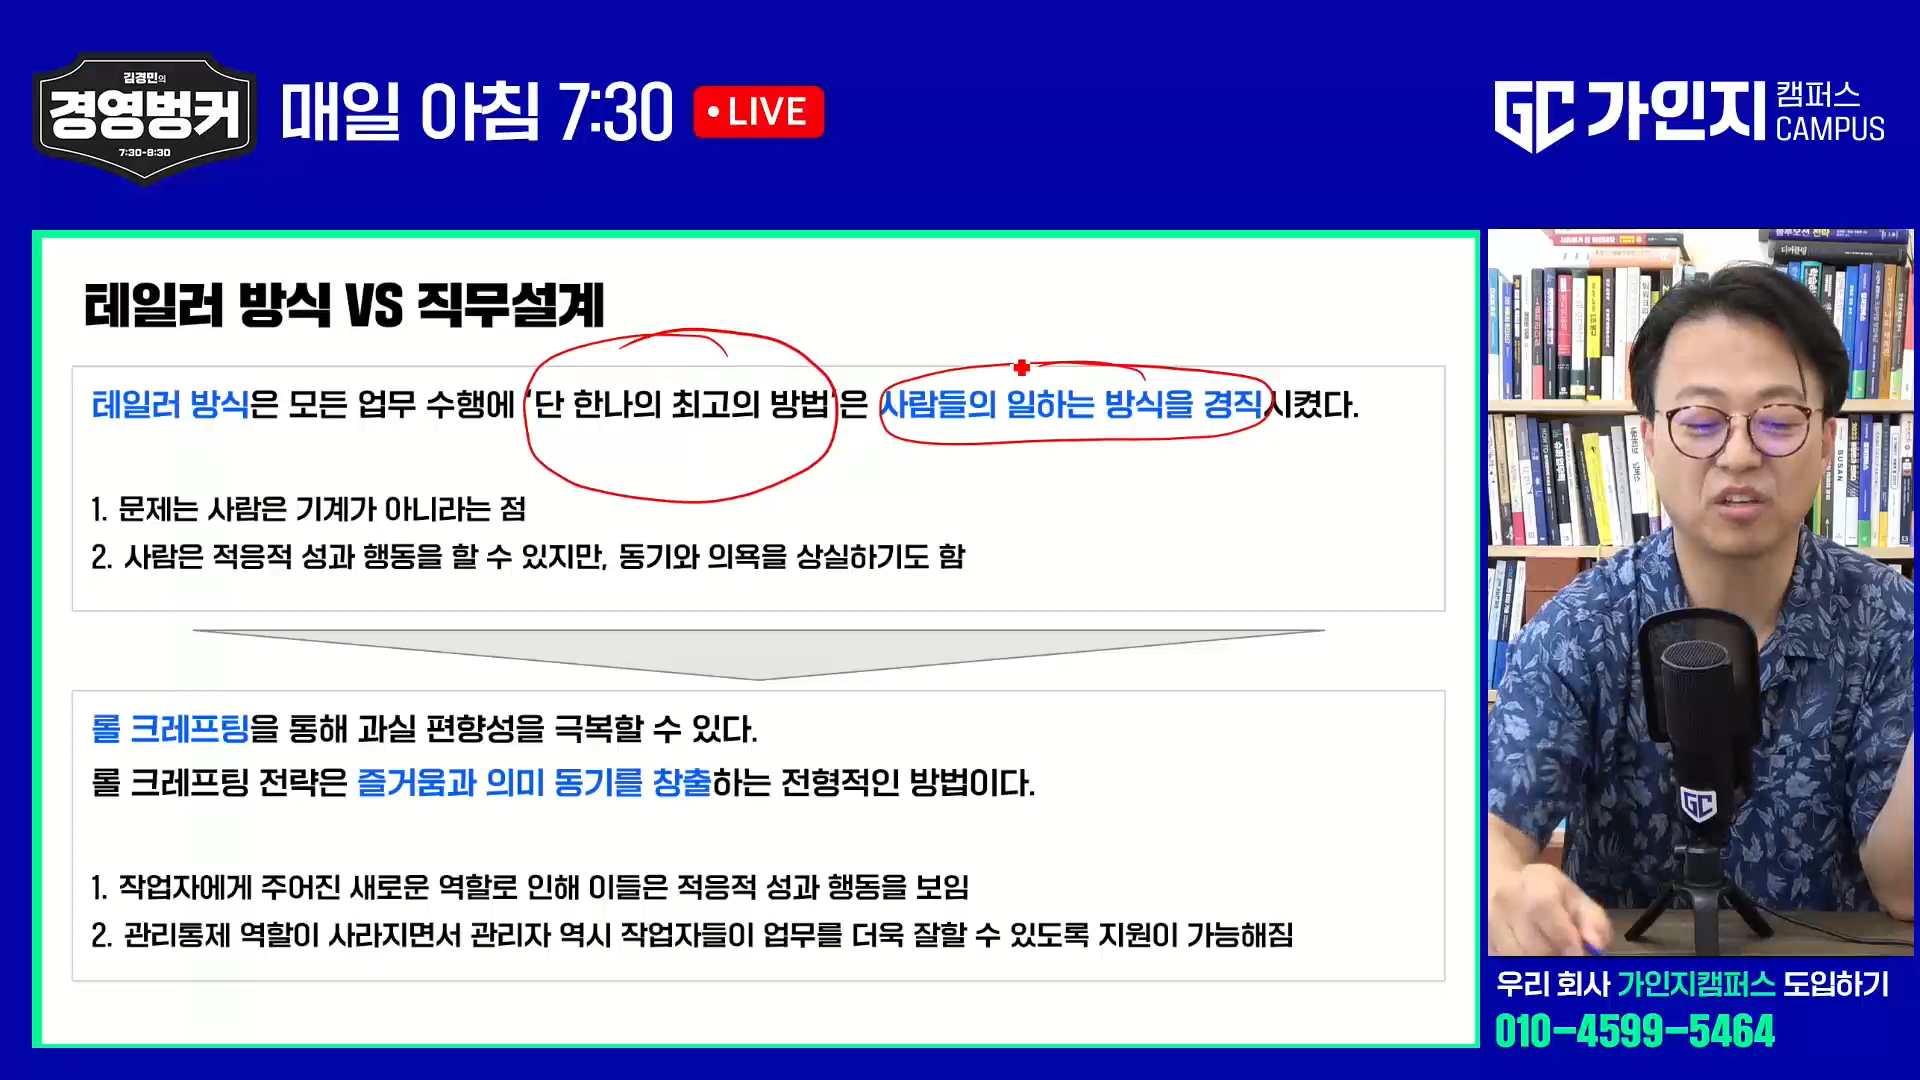 김경민의
경영벙커
7:30-8:30
매일 아침 7:30
• LIVE
GC 가인지 캠퍼스
CAMPUS
테일러 방식 VS 직무설계
테일러 방식은 모든 업무 수행에 '단 한나의 최고의 방법'은 사람들의 일하는 방식을 경직시켰다.
1. 문제는 사람은 기계가 아니라는 점
2. 사람은 적응적 성과 행동을 할 수 있지만, 동기와 의욕을 상실하기도 함
롤 크레프팅을 통해 과실 편향성을 극복할 수 있다.
롤 크레프팅 전략은 즐거움과 의미 동기를 창출하는 전형적인 방법이다.
1. 작업자에게 주어진 새로운 역할로 인해 이들은 적응적 성과 행동을 보임
2. 관리통제 역할이 사라지면서 관리자 역시 작업자들이 업무를 더욱 잘할 수 있도록 지원이 가능해짐
BUSAN
GC
우리 회사 가인지캠퍼스 도입하기
010-4599-5464